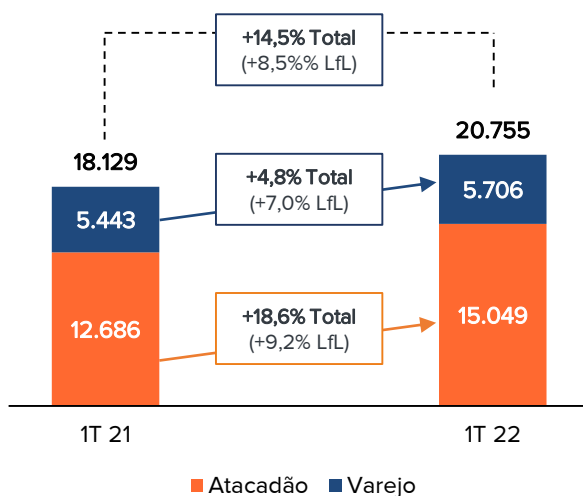 +14,5% Total
(+8,5%% LfL)
20.755
18.129
+4,8% Total
(+7,0% LfL)
5.443
5.706
+18,6% Total
(+9,2% LfL)
12.686
15.049
1T 21
1T 22
Atacadão Varejo